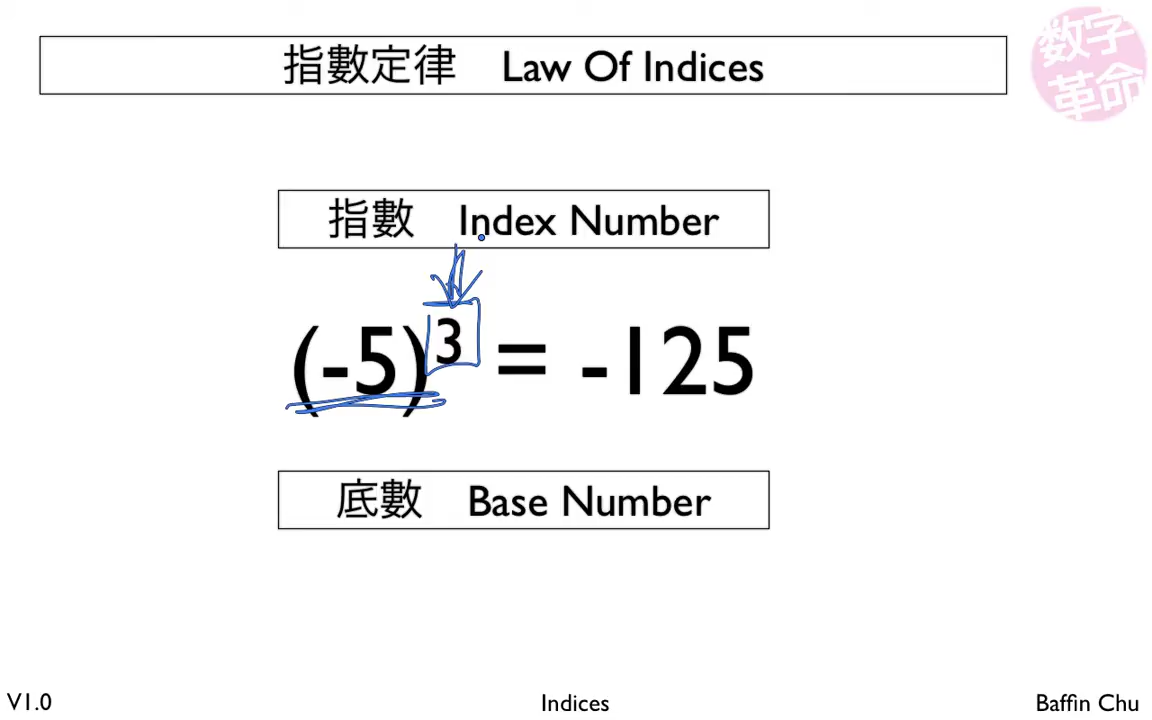 指數定律 Law Of Indices
数字
革命
指數 Index Number
(-5)³ = -125
底數 Base Number
V1.0 Indices Baffin Chu